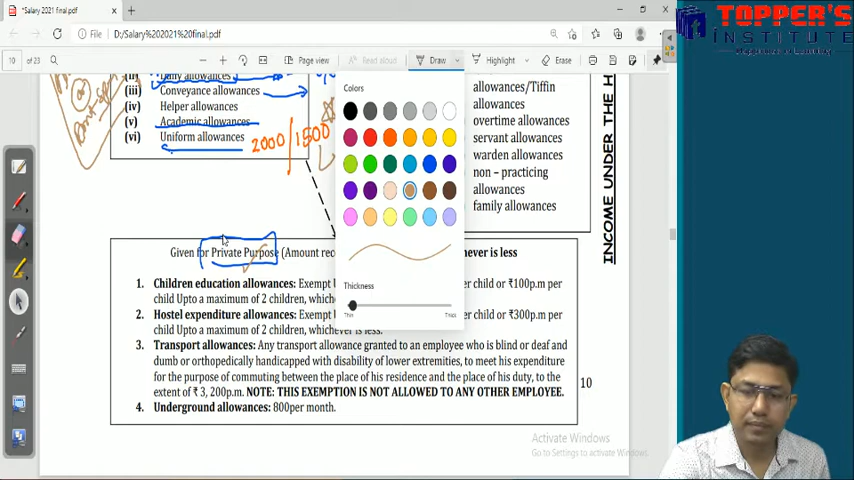 *Salary 2021 final.pdf
TOPPER'S
INSTITUTE
File
D:/Salary%202021%20final.pdf
10 of 23
Page view
Read aloud
Draw
Highlight
Erase
Daily allowances
(iii) Conveyance allowances
(iv) Helper allowances
(v) Academic allowances
(vi) Uniform allowances
2000/1500
Colors
Thickness
Thin
Thick
allowances/Tiffin
allowances
overtime allowances
servant allowances
warden allowances
non – practicing
allowances
family allowances
INCOME UNDER THE H
Given for Private Purpose (Amount rec
never is less
1. Children education allowances: Exempt
per child or ₹100p.m per
child Upto a maximum of 2 children, which
2. Hostel expenditure allowances: Exempt
per child or ₹300p.m per
child Upto a maximum of 2 children, whichever is less.
3. Transport allowances: Any transport allowance granted to an employee who is blind or deaf and
dumb or orthopedically handicapped with disability of lower extremities, to meet his expenditure
for the purpose of commuting between the place of his residence and the place of his duty, to the
extent of ₹ 3, 200p.m. NOTE: THIS EXEMPTION IS NOT ALLOWED TO ANY OTHER EMPLOYEE.
4. Underground allowances: 800per month.
10
Activate Windows
Go to Settings to activate Windows.